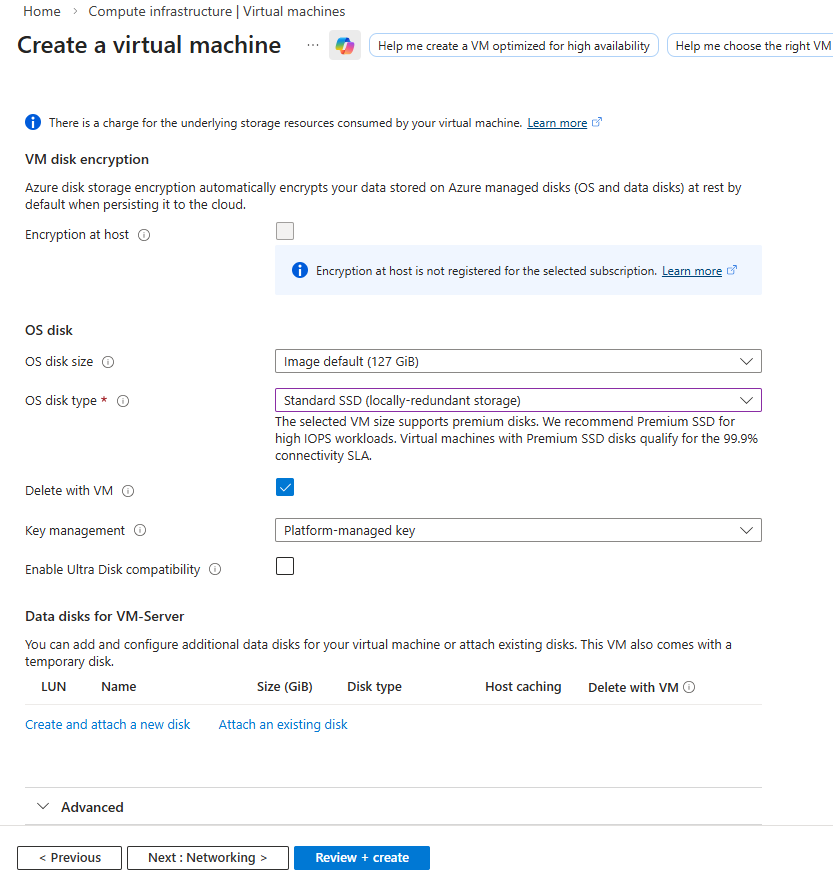 Home > Compute infrastructure | Virtual machines
Create a virtual machine ... Help me create a VM optimized for high availability Help me choose the right VM
There is a charge for the underlying storage resources consumed by your virtual machine. Learn more
VM disk encryption
Azure disk storage encryption automatically encrypts your data stored on Azure managed disks (OS and data disks) at rest by
default when persisting it to the cloud.
Encryption at host
Encryption at host is not registered for the selected subscription. Learn more
OS disk
OS disk size Image default (127 GiB)
OS disk type * Standard SSD (locally-redundant storage)
The selected VM size supports premium disks. We recommend Premium SSD for
high IOPS workloads. Virtual machines with Premium SSD disks qualify for the 99.9%
connectivity SLA.
Delete with VM
Key management Platform-managed key
Enable Ultra Disk compatibility
Data disks for VM-Server
You can add and configure additional data disks for your virtual machine or attach existing disks. This VM also comes with a
temporary disk.
LUN Name Size (GiB) Disk type Host caching Delete with VM
Create and attach a new disk Attach an existing disk
Advanced
< Previous Next : Networking > Review + create